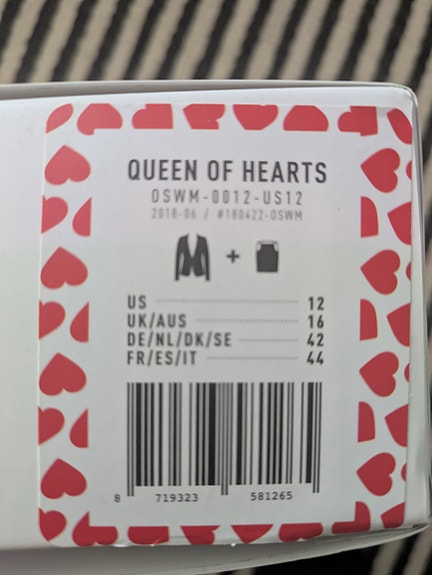 QUEEN OF HEARTS
OSWM-0012-US12
2018-06 / #180422-OSWM
+
US 12
UK/AUS 16
DE/NL/DK/SE 42
FR/ES/IT 44
8 719323 581265